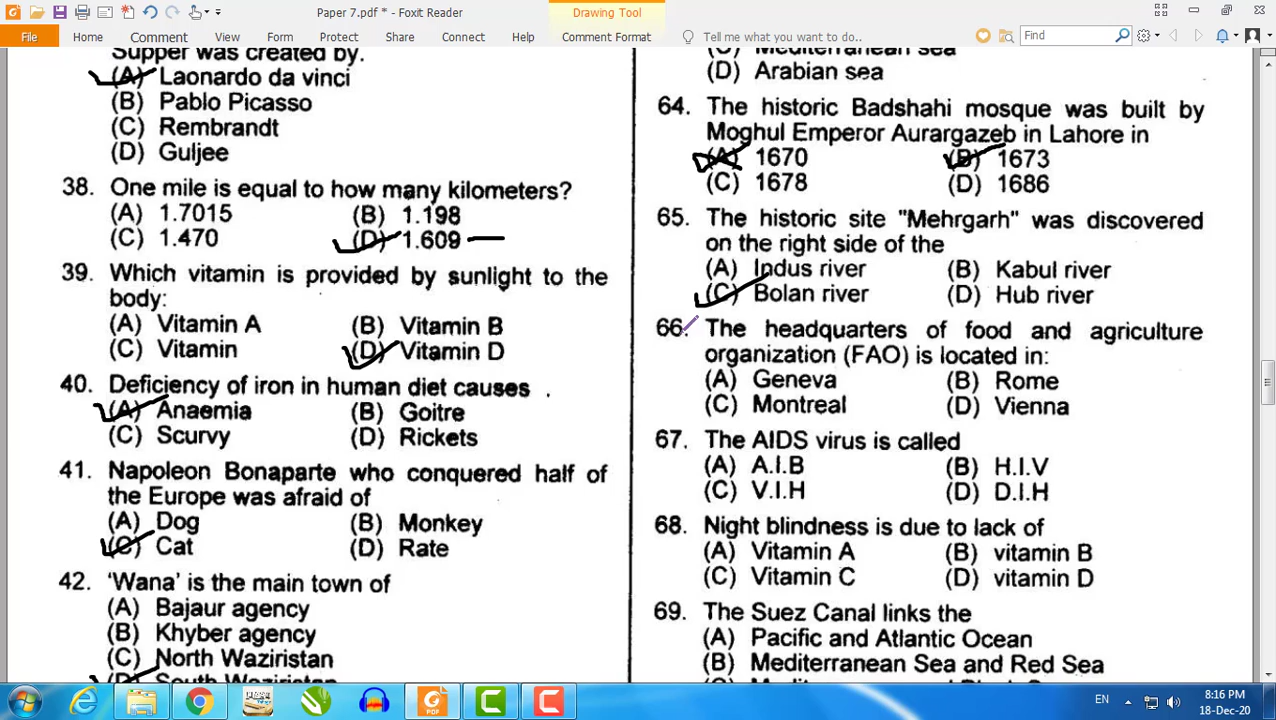 Paper 7.pdf * - Foxit Reader
Drawing Tool
File
Home
Comment
View
Form
Protect
Share
Connect
Help
Comment Format
Tell me what you want to do..
Find
Supper was created by.
(A) Laonardo da vinci
(B) Pablo Picasso
(C) Rembrandt
(D) Guljee
38. One mile is equal to how many kilometers?
(A) 1.7015 (B) 1.198
(C) 1.470 (D) 1.609
39. Which vitamin is provided by sunlight to the
body:
(A) Vitamin A (B) Vitamin B
(C) Vitamin (D) Vitamin D
40. Deficiency of iron in human diet causes
(A) Anaemia (B) Goitre
(C) Scurvy (D) Rickets
41. Napoleon Bonaparte who conquered half of
the Europe was afraid of
(A) Dog (B) Monkey
(C) Cat (D) Rate
42. 'Wana' is the main town of
(A) Bajaur agency
(B) Khyber agency
(C) North Waziristan
(D) South Waziristan
(C) Mediterranean sea
(D) Arabian sea
64. The historic Badshahi mosque was built by
Moghul Emperor Aurargazeb in Lahore in
(A) 1670 (B) 1673
(C) 1678 (D) 1686
65. The historic site "Mehrgarh" was discovered
on the right side of the
(A) Indus river (B) Kabul river
(C) Bolan river (D) Hub river
66. The headquarters of food and agriculture
organization (FAO) is located in:
(A) Geneva (B) Rome
(C) Montreal (D) Vienna
67. The AIDS virus is called
(A) A.I.B (B) H.I.V
(C) V.I.H (D) D.I.H
68. Night blindness is due to lack of
(A) Vitamin A (B) vitamin B
(C) Vitamin C (D) vitamin D
69. The Suez Canal links the
(A) Pacific and Atlantic Ocean
(B) Mediterranean Sea and Red Sea
EN
8:16 PM
18-Dec-20